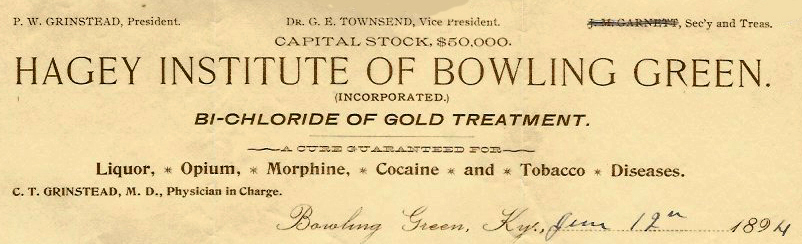 P. W. GRINSTEAD, President. DR. G. E. TOWNSEND, Vice President. J. M. GARNETT, Sec'y and Treas.
CAPITAL STOCK, $50,000.
HAGEY INSTITUTE OF BOWLING GREEN.
(INCORPORATED.)
BI-CHLORIDE OF GOLD TREATMENT.
A CURE GUARANTEED FOR
Liquor, * Opium, * Morphine, * Cocaine * and * Tobacco * Diseases.
C. T. GRINSTEAD, M. D., Physician in Charge.
Bowling Green, Ky., June 12th 1894